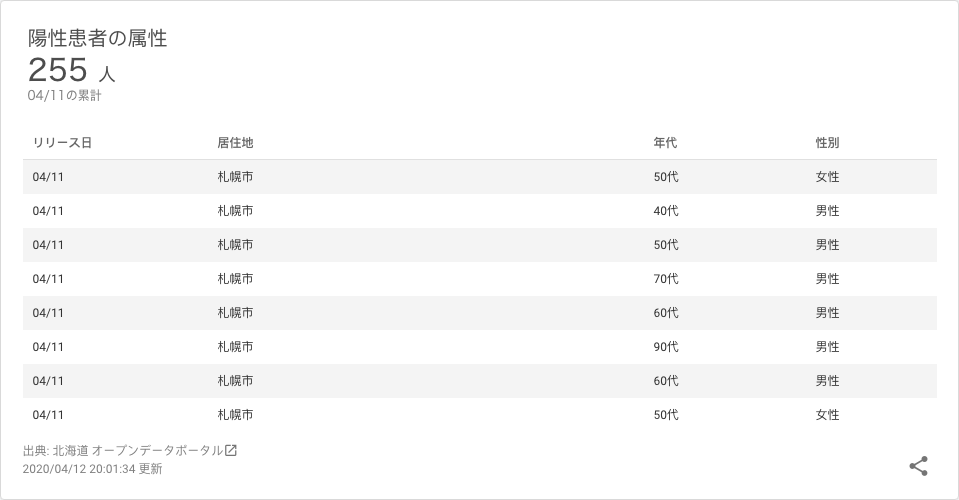 陽性患者の属性
255 人
04/11の累計
リリース日 居住地 年代 性別
04/11 札幌市 50代 女性
04/11 札幌市 40代 男性
04/11 札幌市 50代 男性
04/11 札幌市 70代 男性
04/11 札幌市 60代 男性
04/11 札幌市 90代 男性
04/11 札幌市 60代 男性
04/11 札幌市 50代 女性
出典: 北海道 オープンデータポータル
2020/04/12 20:01:34 更新